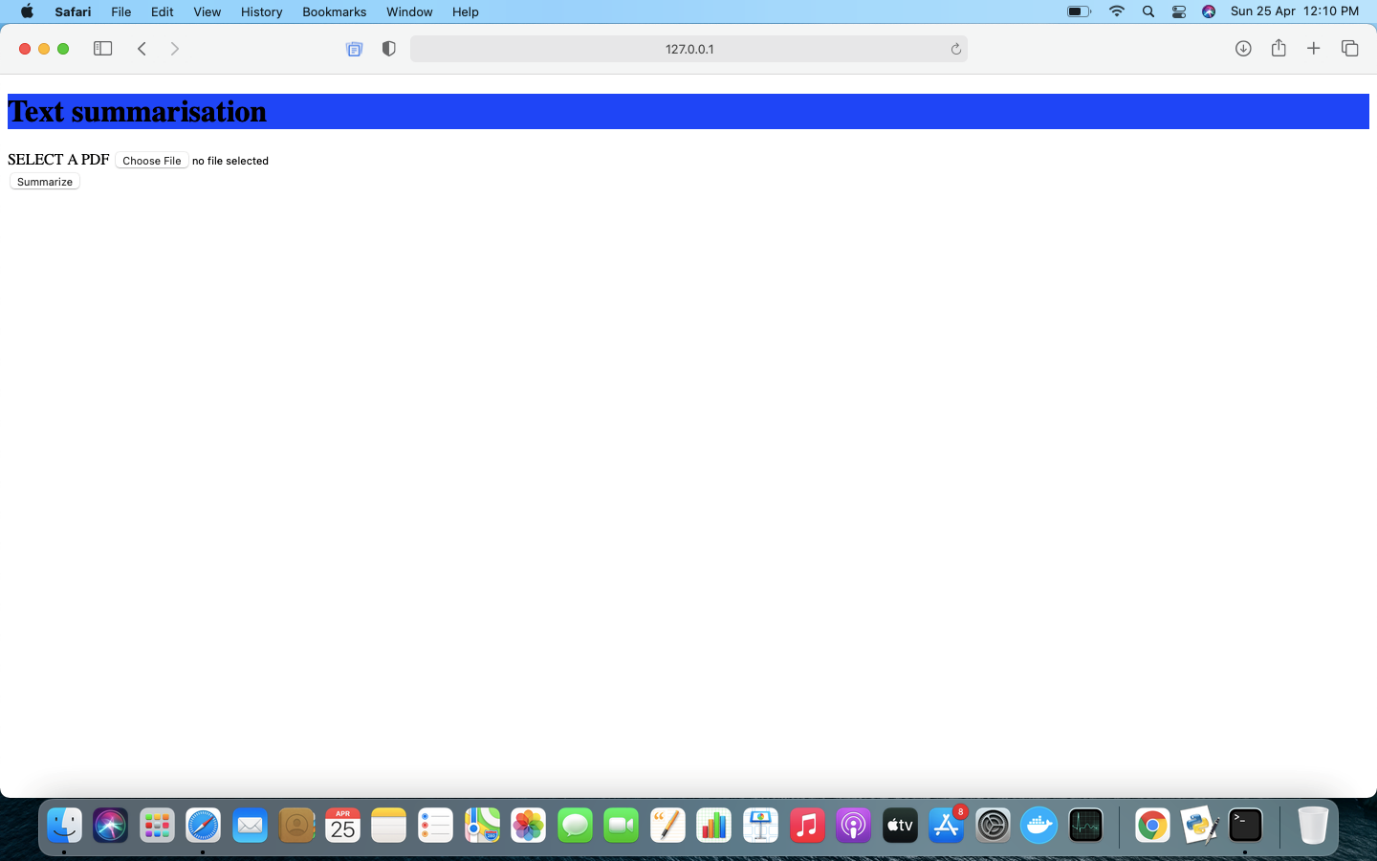 Safari File Edit View History Bookmarks Window Help Sun 25 Apr 12:10 PM
127.0.0.1
Text summarisation
SELECT A PDF Choose File no file selected
Summarize
APR
25
tv
8
>_